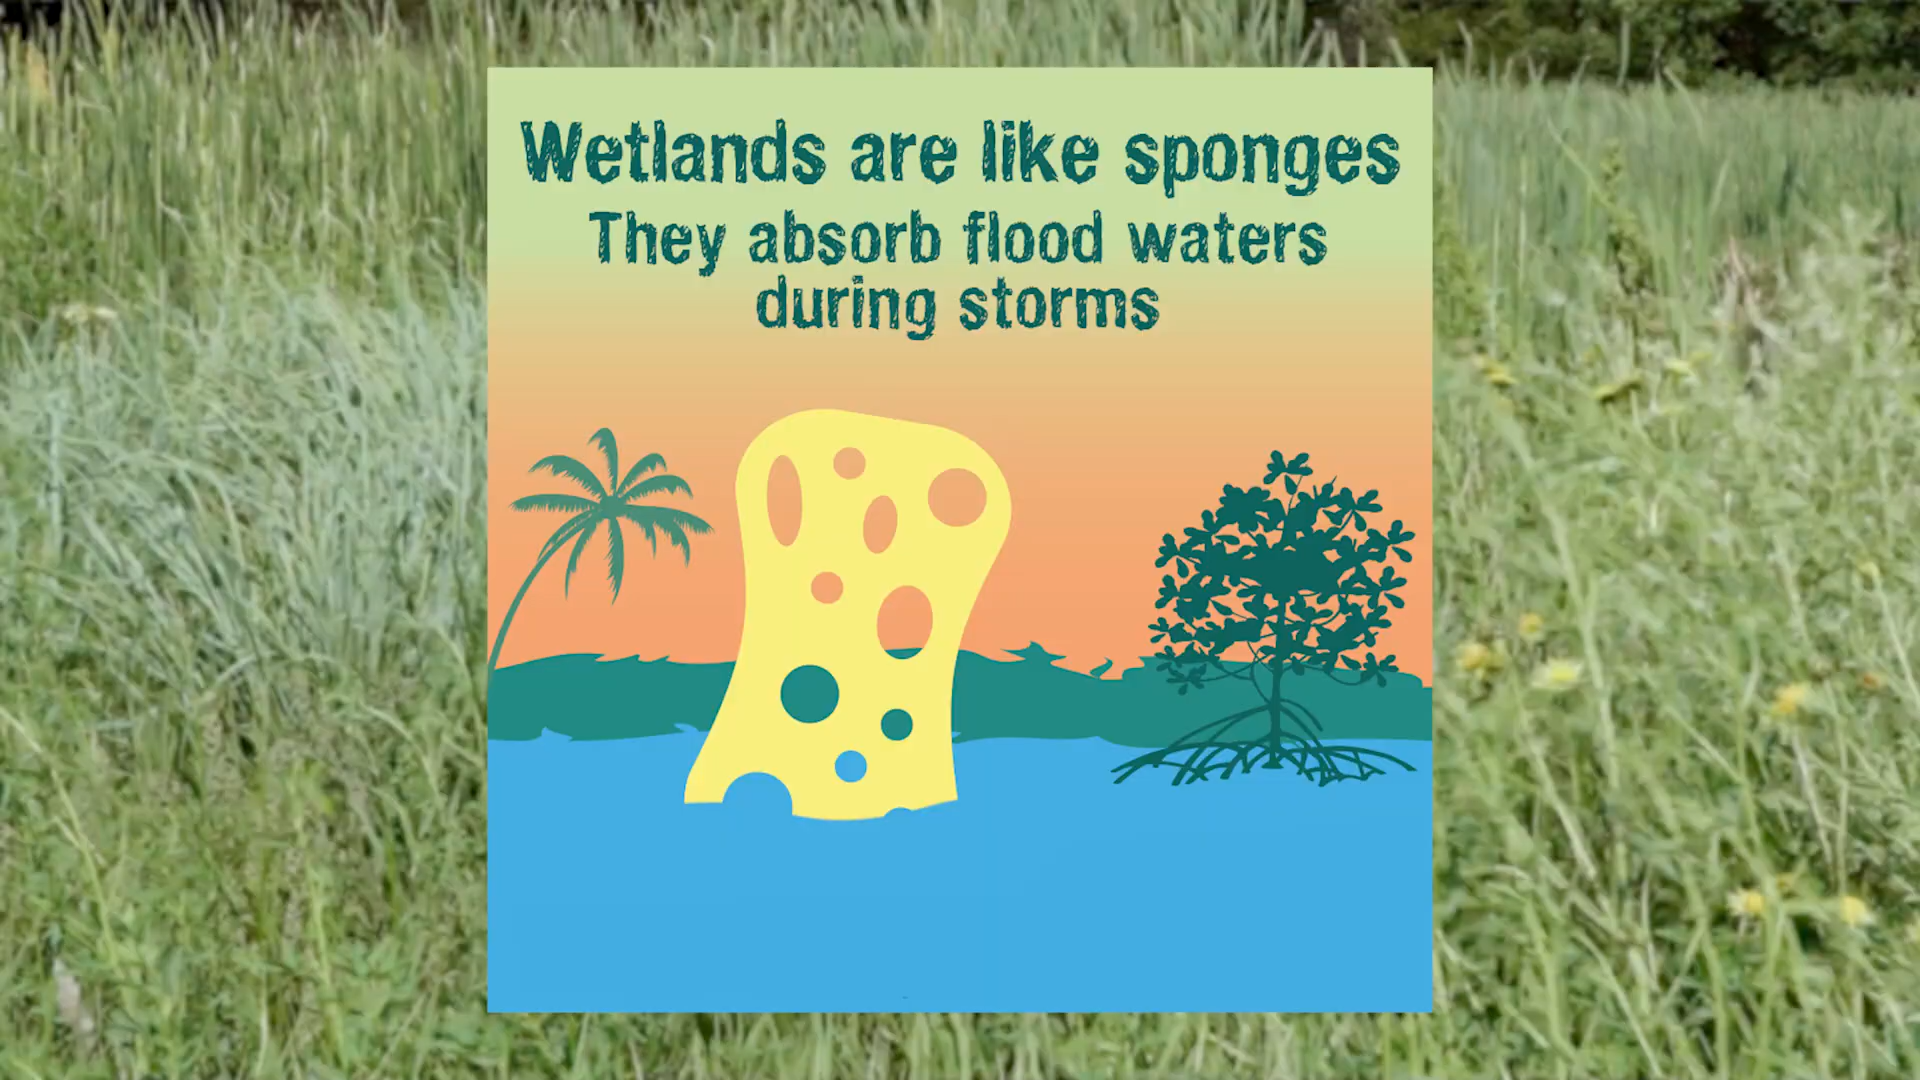 Wetlands are like sponges
They absorb flood waters
during storms